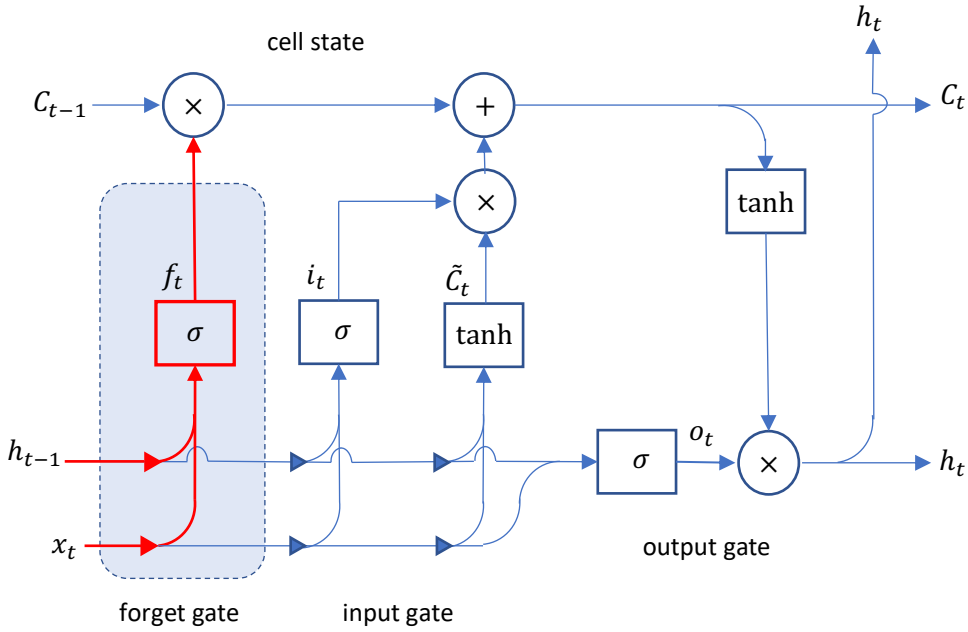 h_t
cell state
C_{t−1}
×
+
C_t
×
tanh
f_t
i_t
C̃_t
σ
σ
tanh
h_{t−1}
σ
o_t
×
h_t
x_t
output gate
forget gate
input gate